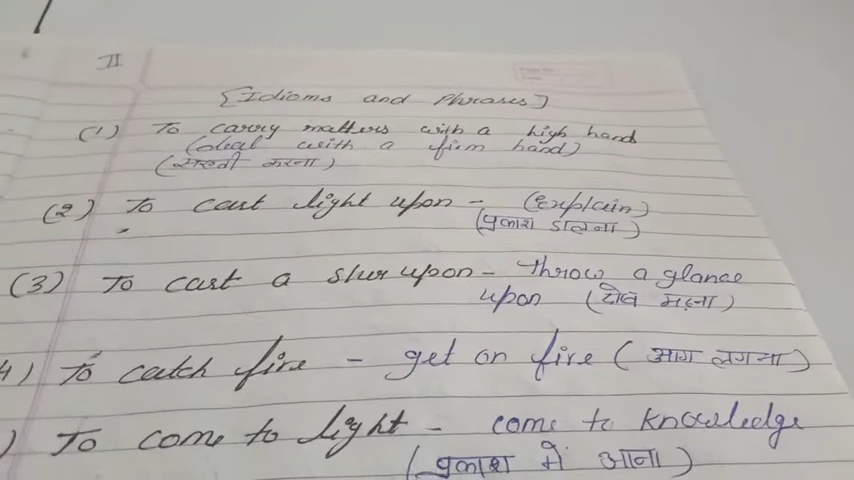 II
{Idioms and Phrases}
(1) To carry matters with a high hand
(deal with a firm hand)
(सख्ती करना)
(2) To cast light upon - (Explain)
(प्रकाश डालना)
(3) To cast a slur upon - Throw a glance
upon (दोष मढ़ना)
4) To catch fire - get on fire (आग लगना)
) To come to light - come to knowledge
(प्रकाश में आना)